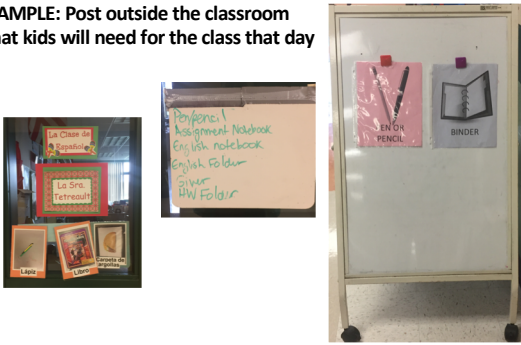 AMPLE: Post outside the classroom
hat kids will need for the class that day
La Clase de
Español
La Sra.
Tetreault
Lápiz
Libro
Carpeta de
argollas
Pen/pencil
Assignment Notebook
English notebook
English Folder
Giver
HW Folder
EN OR
PENCIL
BINDER